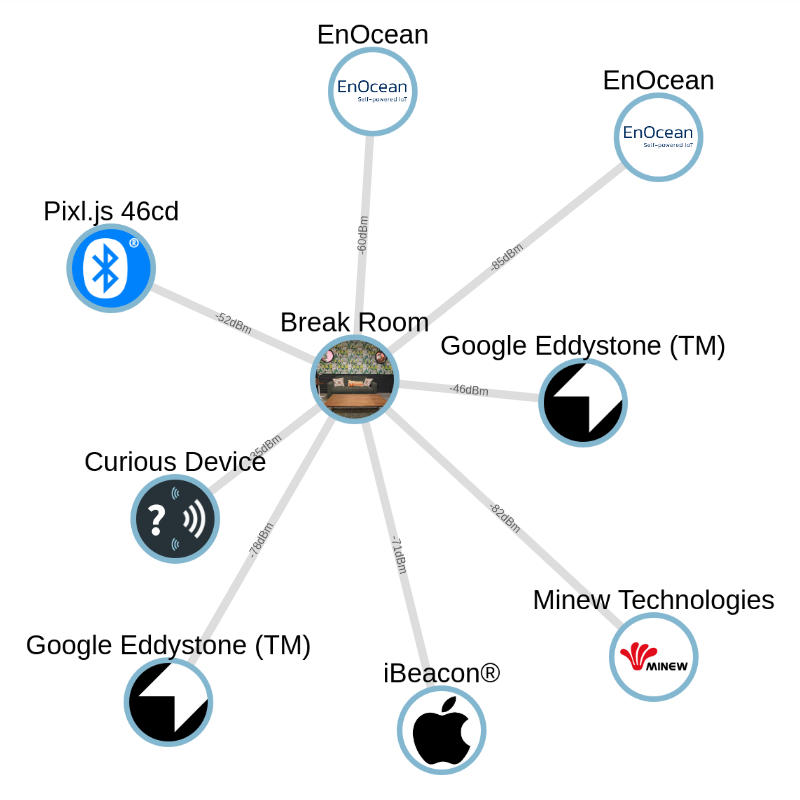 EnOcean
EnOcean
Self-powered IoT
EnOcean
EnOcean
Self-powered IoT
Pixl.js 46cd
®
-60dBm
-85dBm
-52dBm
Break Room
Google Eddystone (TM)
-46dBm
Curious Device
?
-82dBm
-78dBm
-71dBm
Minew Technologies
MINEW
Google Eddystone (TM)
iBeacon®